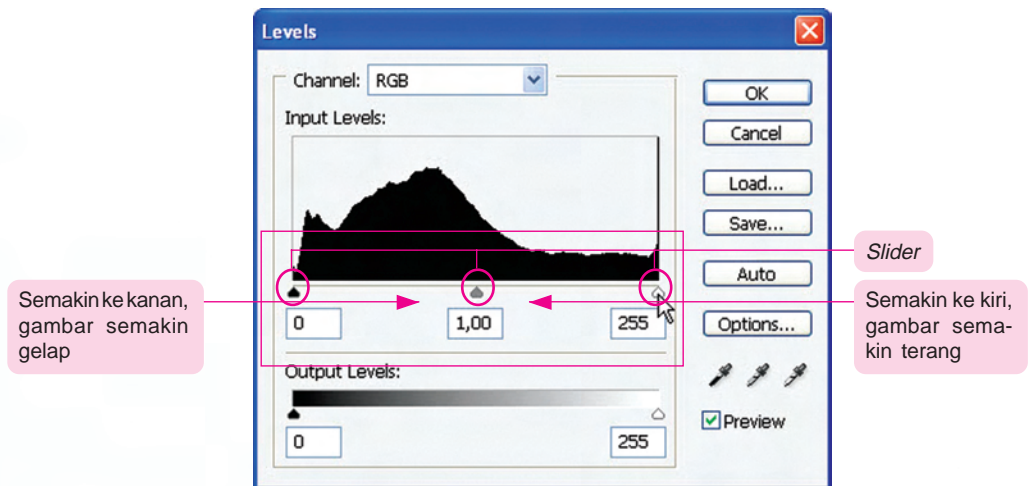 Levels
Channel: RGB
Input Levels:
0 1,00 255
Output Levels:
0 255
OK
Cancel
Load...
Save...
Auto
Options...
Preview
Semakin ke kanan,
gambar semakin
gelap
Slider
Semakin ke kiri,
gambar sema-
kin terang